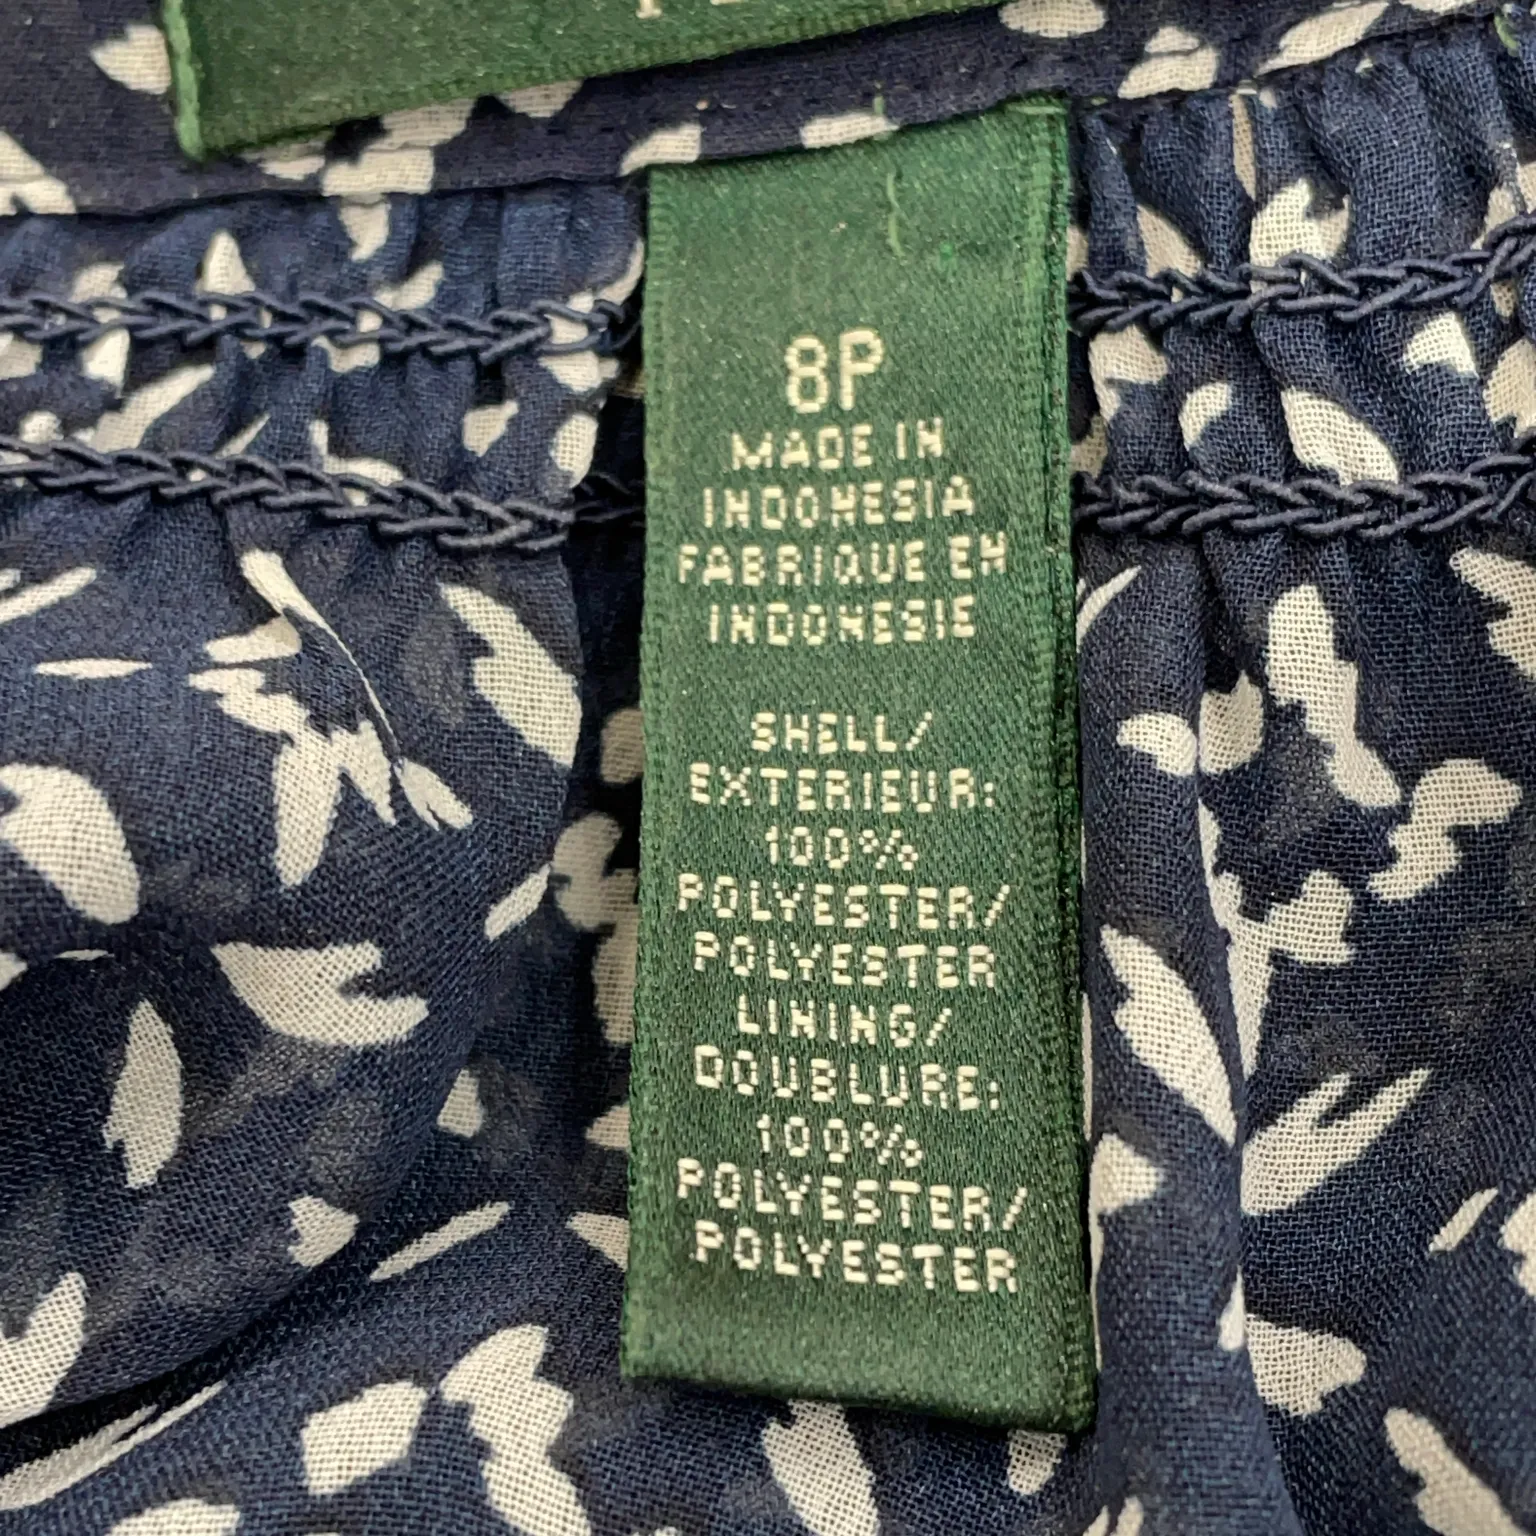 8P
MADE IN
INDONESIA
FABRIQUE EN
INDONESIE
SHELL/
EXTERIEUR:
100%
POLYESTER/
POLYESTER
LINING/
DOUBLURE:
100%
POLYESTER/
POLYESTER